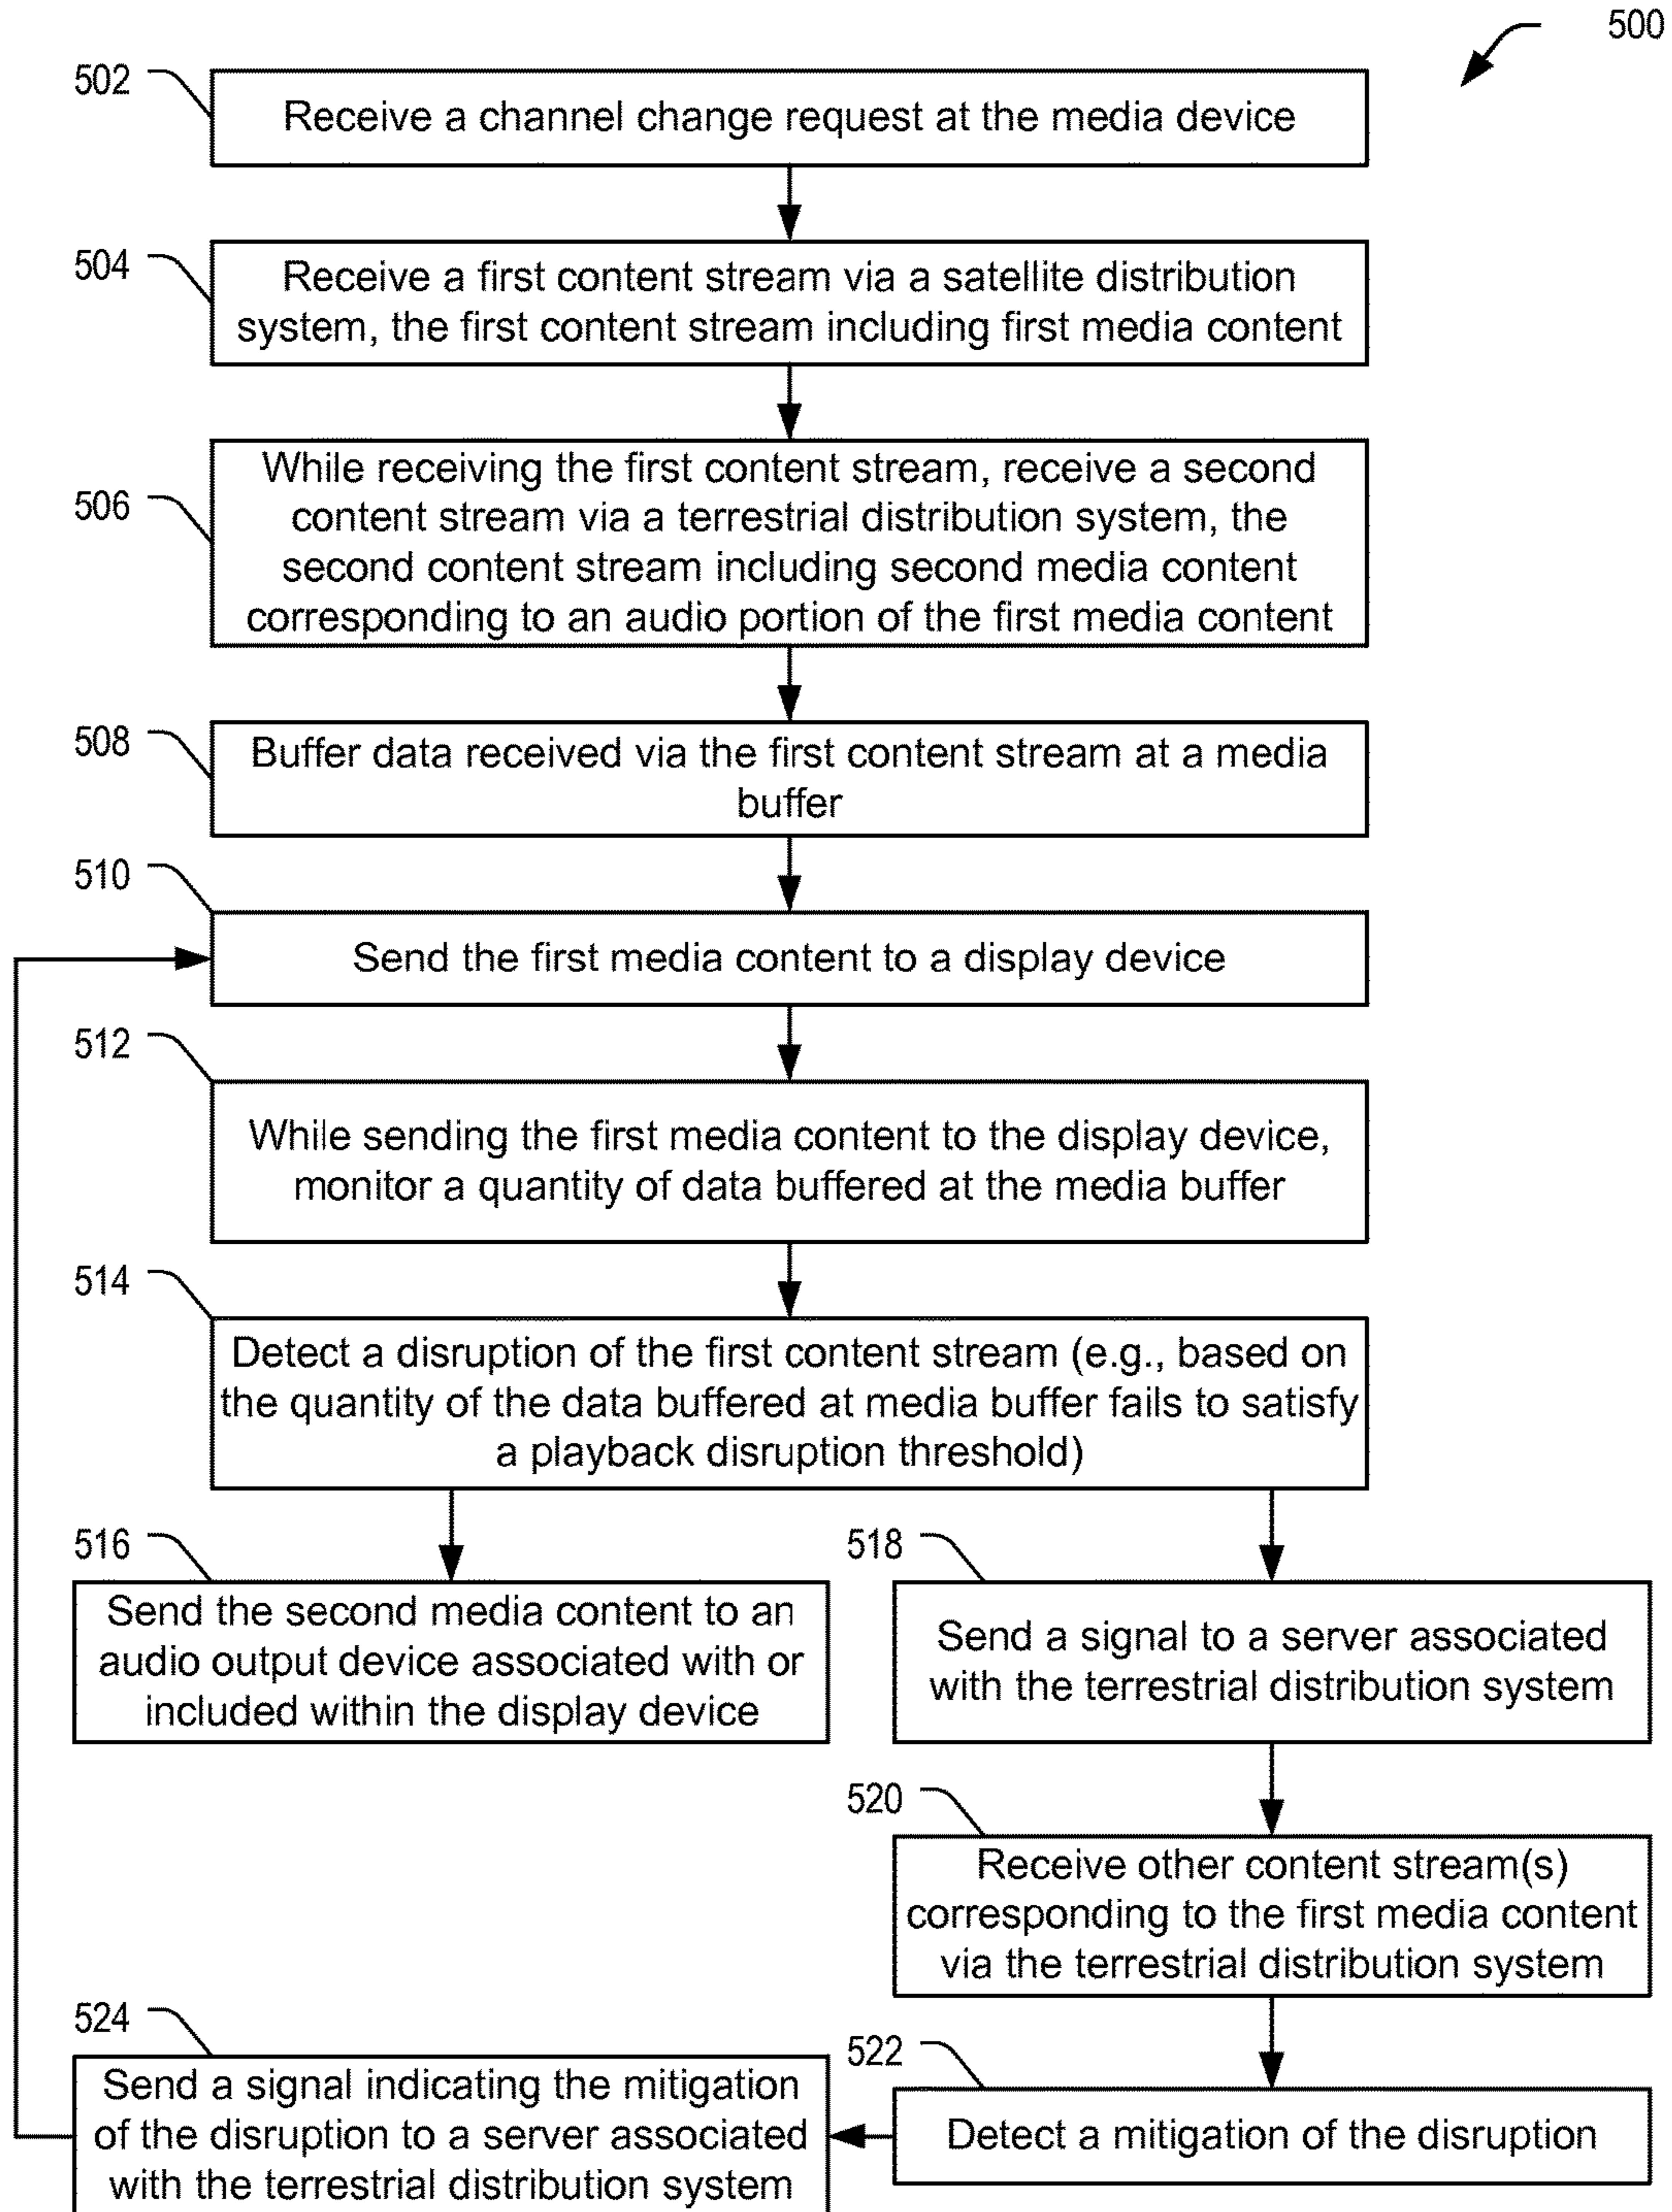 500
502
Receive a channel change request at the media device
504
Receive a first content stream via a satellite distribution
system, the first content stream including first media content
506
While receiving the first content stream, receive a second
content stream via a terrestrial distribution system, the
second content stream including second media content
corresponding to an audio portion of the first media content
508
Buffer data received via the first content stream at a media
buffer
510
Send the first media content to a display device
512
While sending the first media content to the display device,
monitor a quantity of data buffered at the media buffer
514
Detect a disruption of the first content stream (e.g., based on
the quantity of the data buffered at media buffer fails to satisfy
a playback disruption threshold)
516
Send the second media content to an
audio output device associated with or
included within the display device
518
Send a signal to a server associated
with the terrestrial distribution system
520
Receive other content stream(s)
corresponding to the first media content
via the terrestrial distribution system
522
Detect a mitigation of the disruption
524
Send a signal indicating the mitigation
of the disruption to a server associated
with the terrestrial distribution system